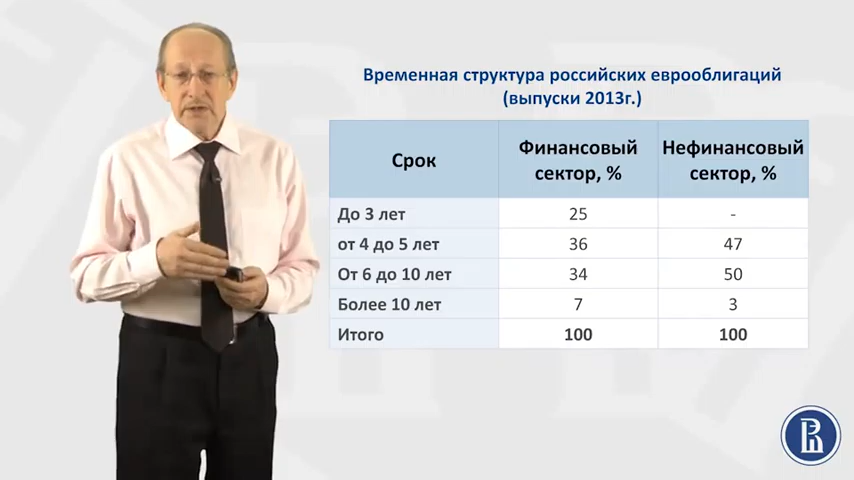 Временная структура российских еврооблигаций
(выпуски 2013г.)
Срок Финансовый сектор, % Нефинансовый сектор, %
До 3 лет 25 -
от 4 до 5 лет 36 47
От 6 до 10 лет 34 50
Более 10 лет 7 3
Итого 100 100